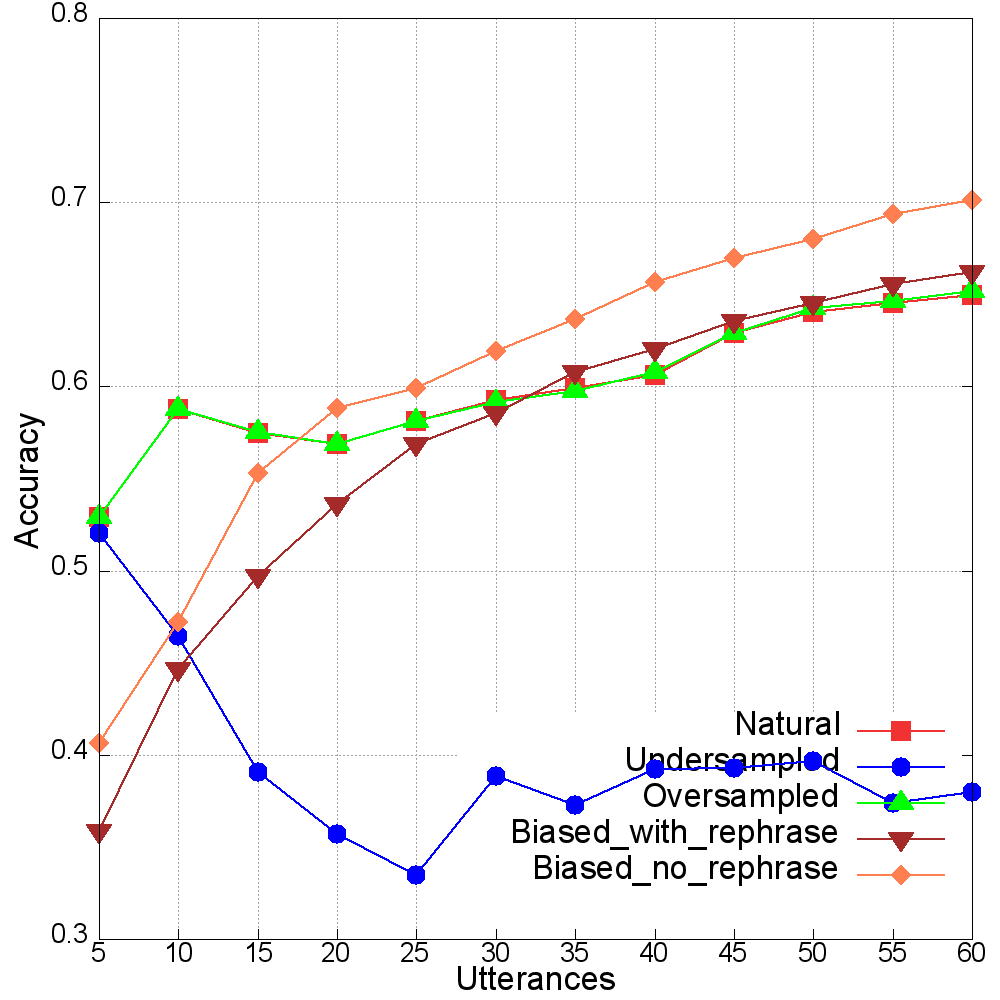 0.8
0.7
0.6
0.5
0.4
0.3
Accuracy
Natural
Undersampled
Oversampled
Biased_with_rephrase
Biased_no_rephrase
5 10 15 20 25 30 35 40 45 50 55 60
Utterances